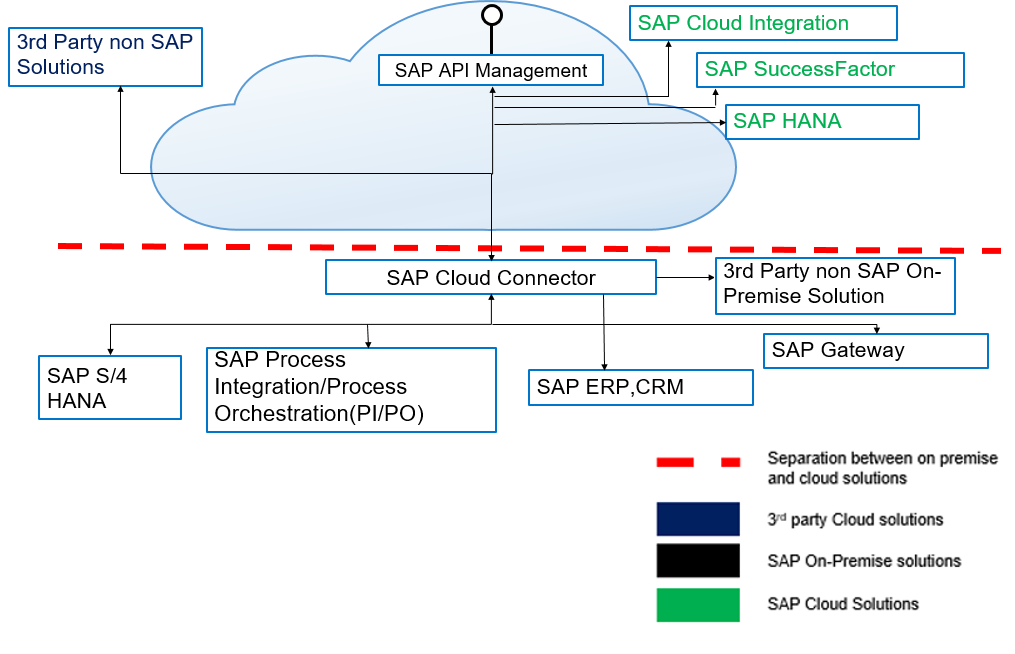 3rd Party non SAP
Solutions
SAP API Management
SAP Cloud Integration
SAP SuccessFactor
SAP HANA
SAP Cloud Connector
3rd Party non SAP On-
Premise Solution
SAP S/4
HANA
SAP Process
Integration/Process
Orchestration(PI/PO)
SAP ERP,CRM
SAP Gateway
Separation between on premise
and cloud solutions
3rd party Cloud solutions
SAP On-Premise solutions
SAP Cloud Solutions